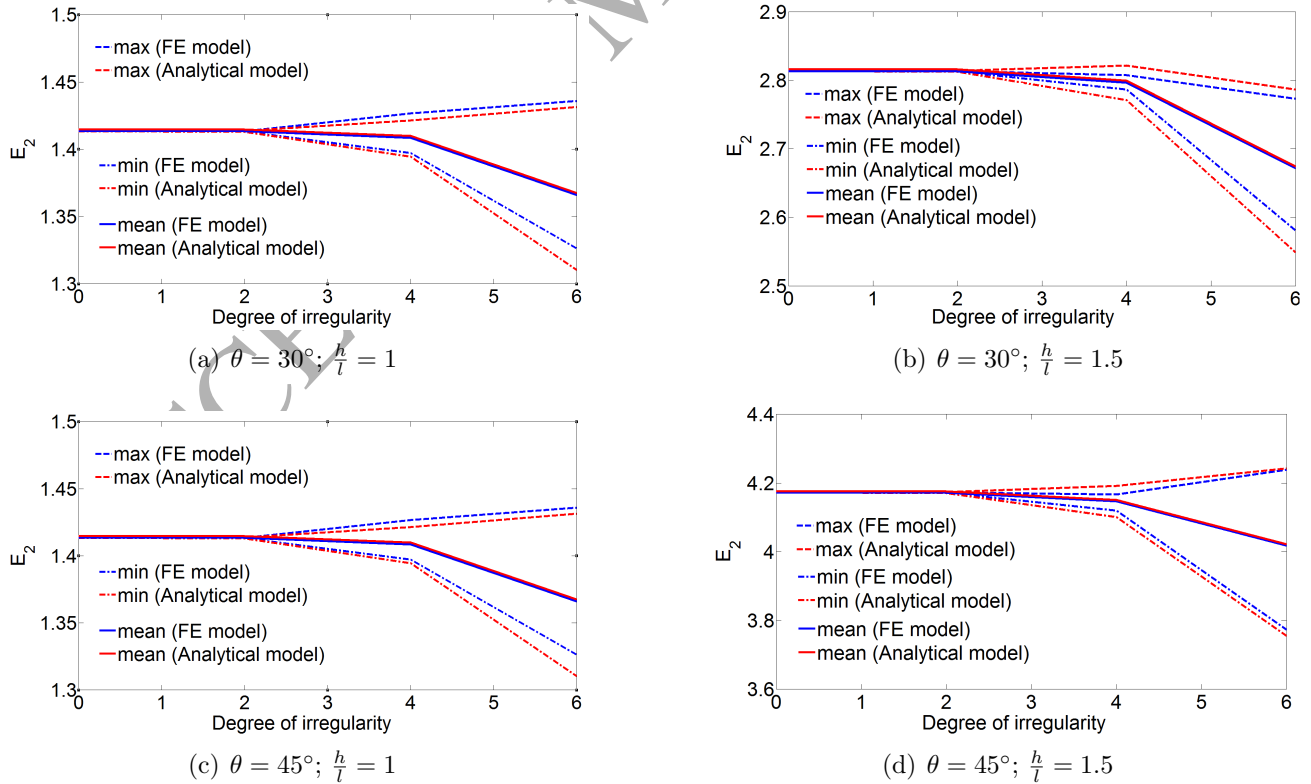 1.5
1.45
1.4
1.35
1.3
E2
max (FE model)
max (Analytical model)
min (FE model)
min (Analytical model)
mean (FE model)
mean (Analytical model)
0 1 2 3 4 5 6
Degree of irregularity
(a) θ = 30°; h/l = 1
2.9
2.8
2.7
2.6
2.5
E2
max (FE model)
max (Analytical model)
min (FE model)
min (Analytical model)
mean (FE model)
mean (Analytical model)
0 1 2 3 4 5 6
Degree of irregularity
(b) θ = 30°; h/l = 1.5
1.5
1.45
1.4
1.35
1.3
E2
max (FE model)
max (Analytical model)
min (FE model)
min (Analytical model)
mean (FE model)
mean (Analytical model)
0 1 2 3 4 5 6
Degree of irregularity
(c) θ = 45°; h/l = 1
4.4
4.2
4
3.8
3.6
E2
max (FE model)
max (Analytical model)
min (FE model)
min (Analytical model)
mean (FE model)
mean (Analytical model)
0 1 2 3 4 5 6
Degree of irregularity
(d) θ = 45°; h/l = 1.5